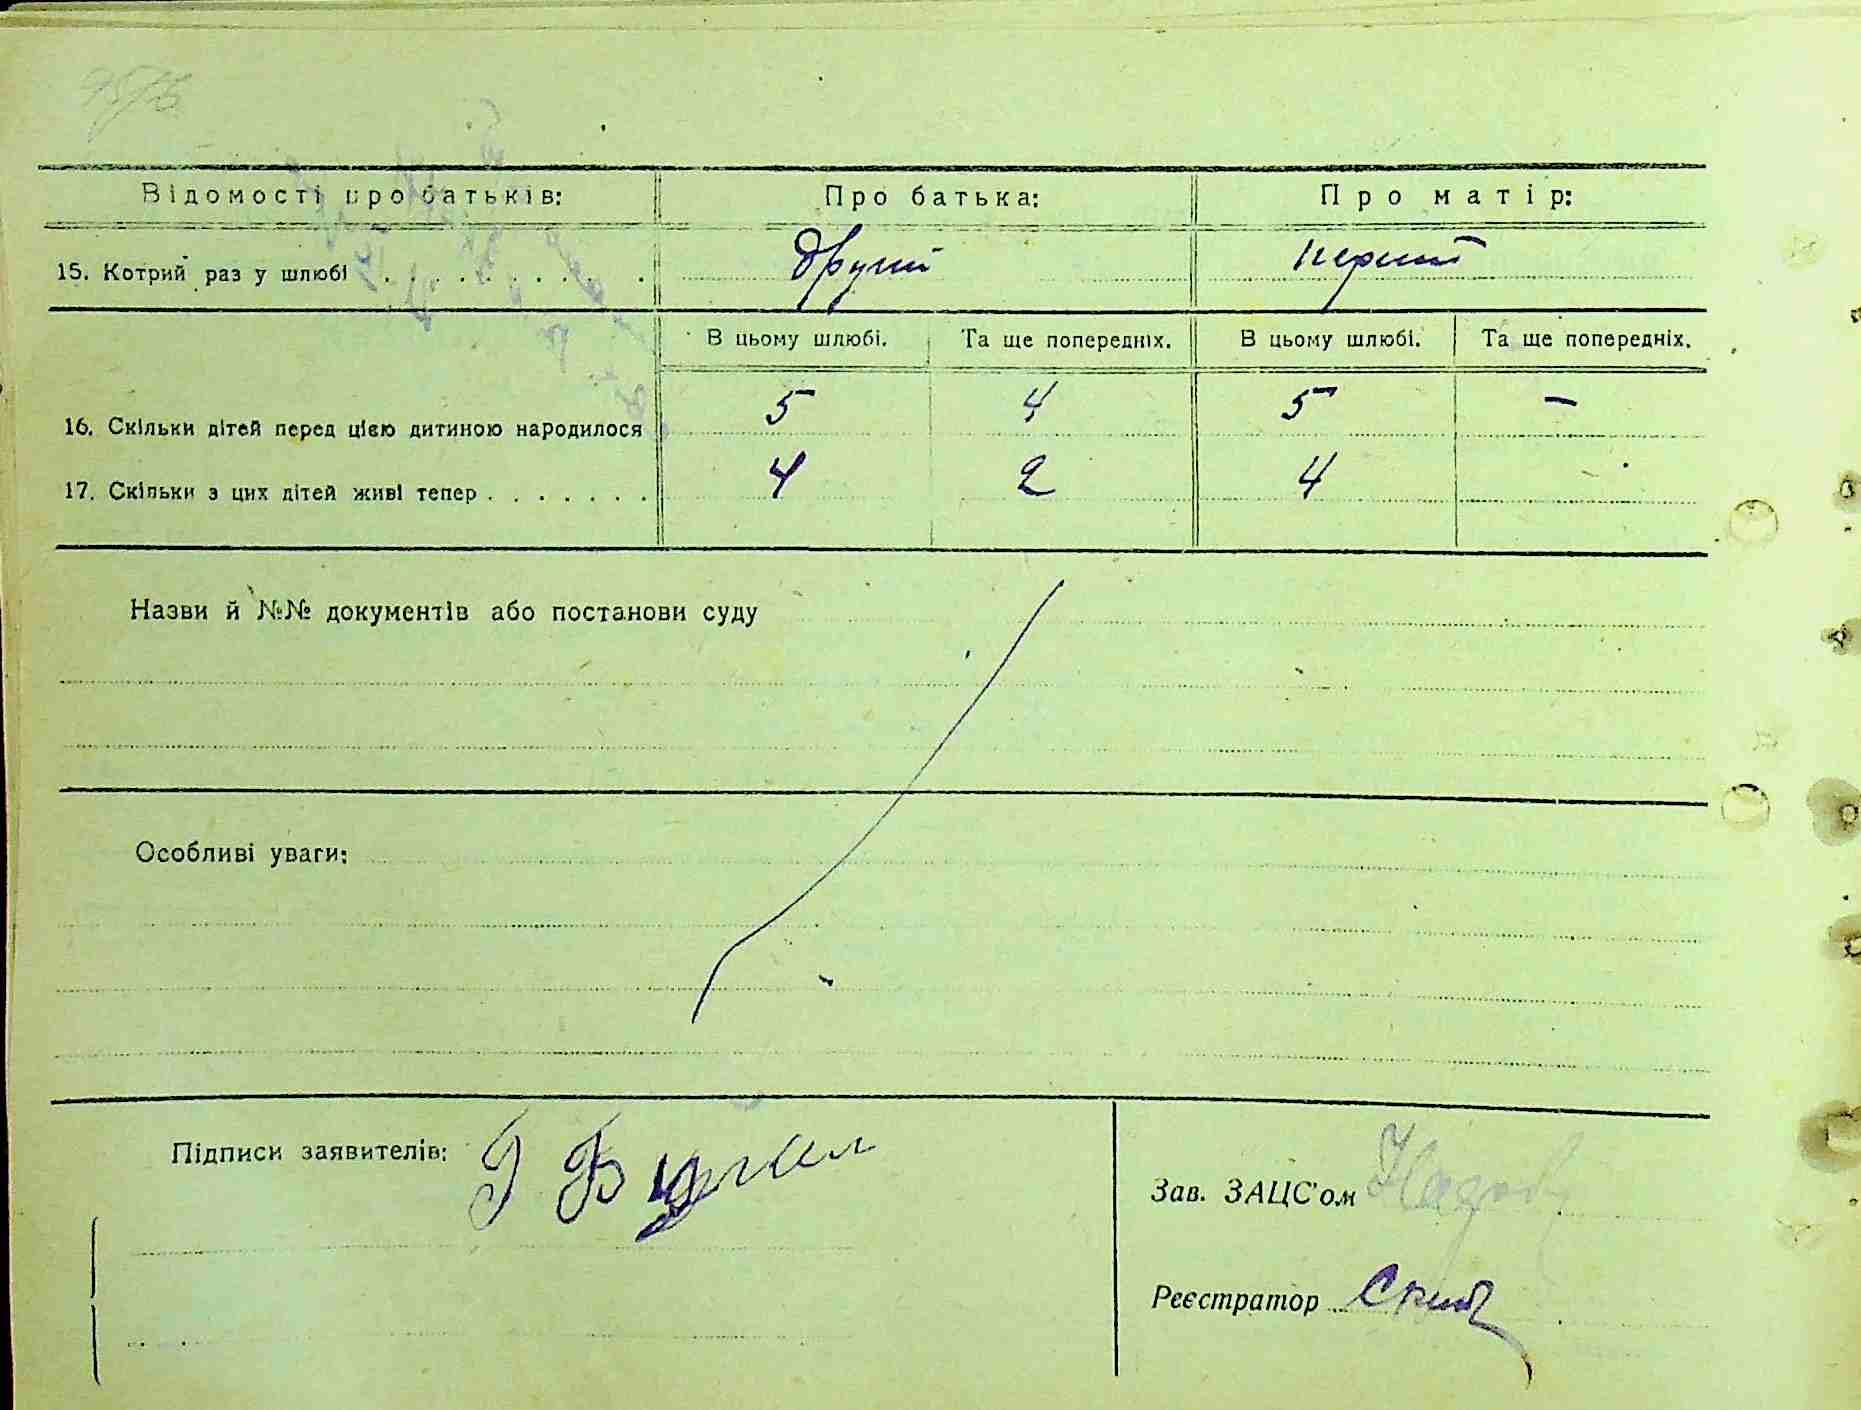 Відомості про батьків: Про батька: Про матір:
15. Котрий раз у шлюбі другий перший
В цьому шлюбі. Та ще попередніх. В цьому шлюбі. Та ще попередніх.
16. Скільки дітей перед цією дитиною народилося 5 4 5 –
17. Скільки з цих дітей живі тепер 4 2 4
Назви й №№ документів або постанови суду
Особливі уваги:
Підписи заявителів:
Зав. ЗАЦС'ом
Реєстратор